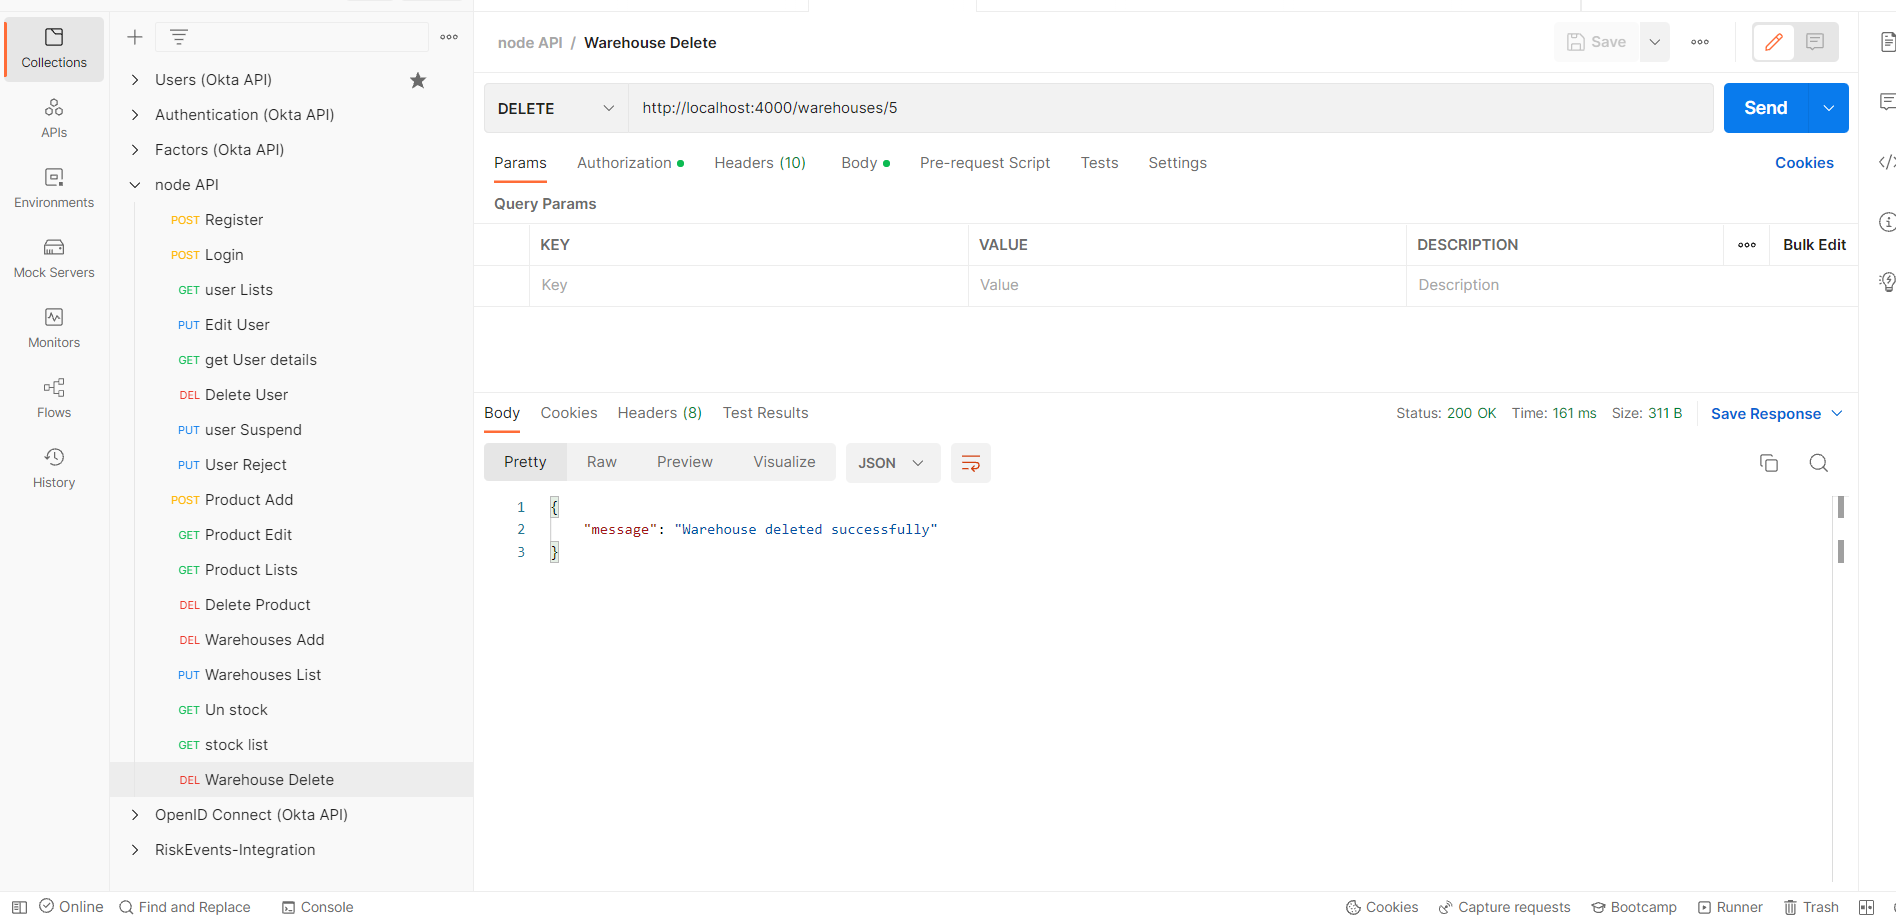 Collections
APIs
Environments
Mock Servers
Monitors
Flows
History
Users (Okta API)
Authentication (Okta API)
Factors (Okta API)
node API
POST Register
POST Login
GET user Lists
PUT Edit User
GET get User details
DEL Delete User
PUT user Suspend
PUT User Reject
POST Product Add
GET Product Edit
GET Product Lists
DEL Delete Product
DEL Warehouses Add
PUT Warehouses List
GET Un stock
GET stock list
DEL Warehouse Delete
OpenID Connect (Okta API)
RiskEvents-Integration
node API / Warehouse Delete
Save
DELETE http://localhost:4000/warehouses/5 Send
Params Authorization Headers (10) Body Pre-request Script Tests Settings Cookies
Query Params
KEY VALUE DESCRIPTION Bulk Edit
Key Value Description
Body Cookies Headers (8) Test Results Status: 200 OK Time: 161 ms Size: 311 B Save Response
Pretty Raw Preview Visualize JSON
1 {
2 "message": "Warehouse deleted successfully"
3 }
Online Find and Replace Console Cookies Capture requests Bootcamp Runner Trash